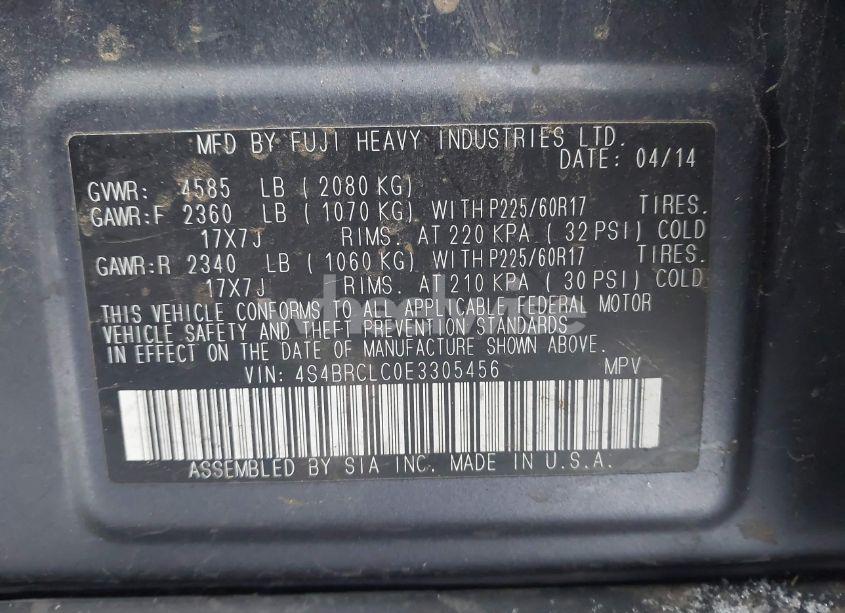 MFD BY FUJI HEAVY INDUSTRIES LTD.
DATE: 04/14
GVWR: 4585 LB ( 2080 KG)
GAWR:F 2360 LB ( 1070 KG) WITH P225/60R17 TIRES.
17X7J RIMS. AT 220 KPA ( 32 PSI) COLD
GAWR:R 2340 LB ( 1060 KG) WITH P225/60R17 TIRES.
17X7J RIMS. AT 210 KPA ( 30 PSI) COLD
THIS VEHICLE CONFORMS TO ALL APPLICABLE FEDERAL MOTOR
VEHICLE SAFETY AND THEFT PREVENTION STANDARDS
IN EFFECT ON THE DATE OF MANUFACTURE SHOWN ABOVE.
VIN: 4S4BRCLC0E3305456 MPV
ASSEMBLED BY SIA INC. MADE IN U.S.A.